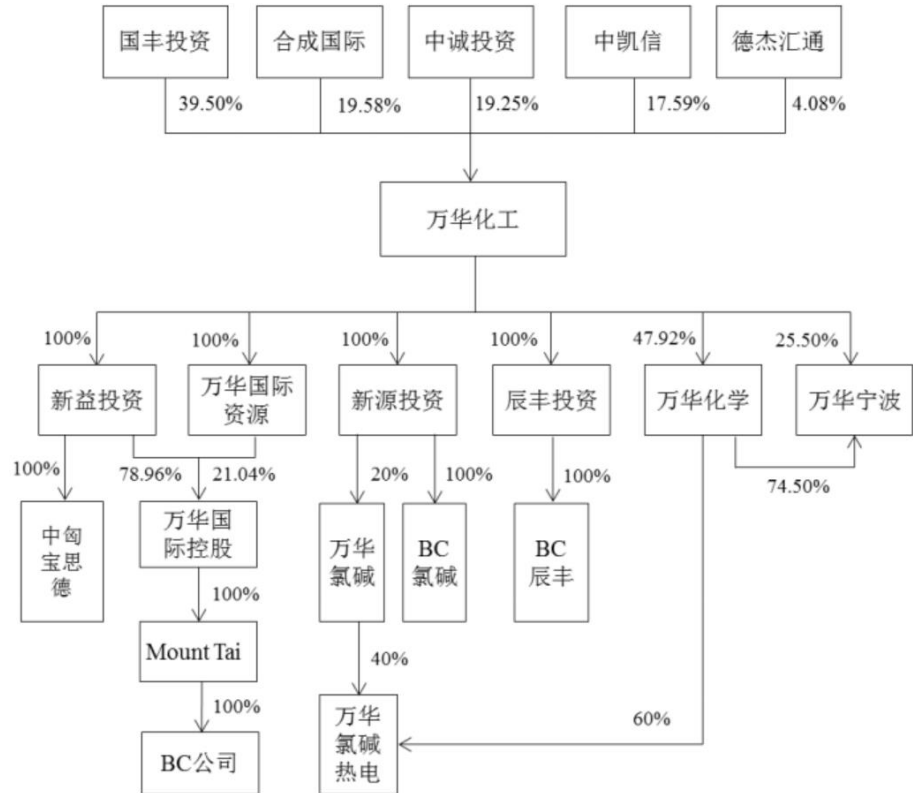 国丰投资
合成国际
中诚投资
中凯信
德杰汇通
39.50%
19.58%
19.25%
17.59%
4.08%
万华化工
100%
100%
100%
100%
47.92%
25.50%
新益投资
万华国际
资源
新源投资
辰丰投资
万华化学
万华宁波
100%
78.96%
21.04%
20%
100%
100%
74.50%
中匈
宝思
德
万华国
际控股
万华
氯碱
BC
氯碱
BC
辰丰
100%
Mount Tai
40%
100%
万华
氯碱
热电
60%
BC公司